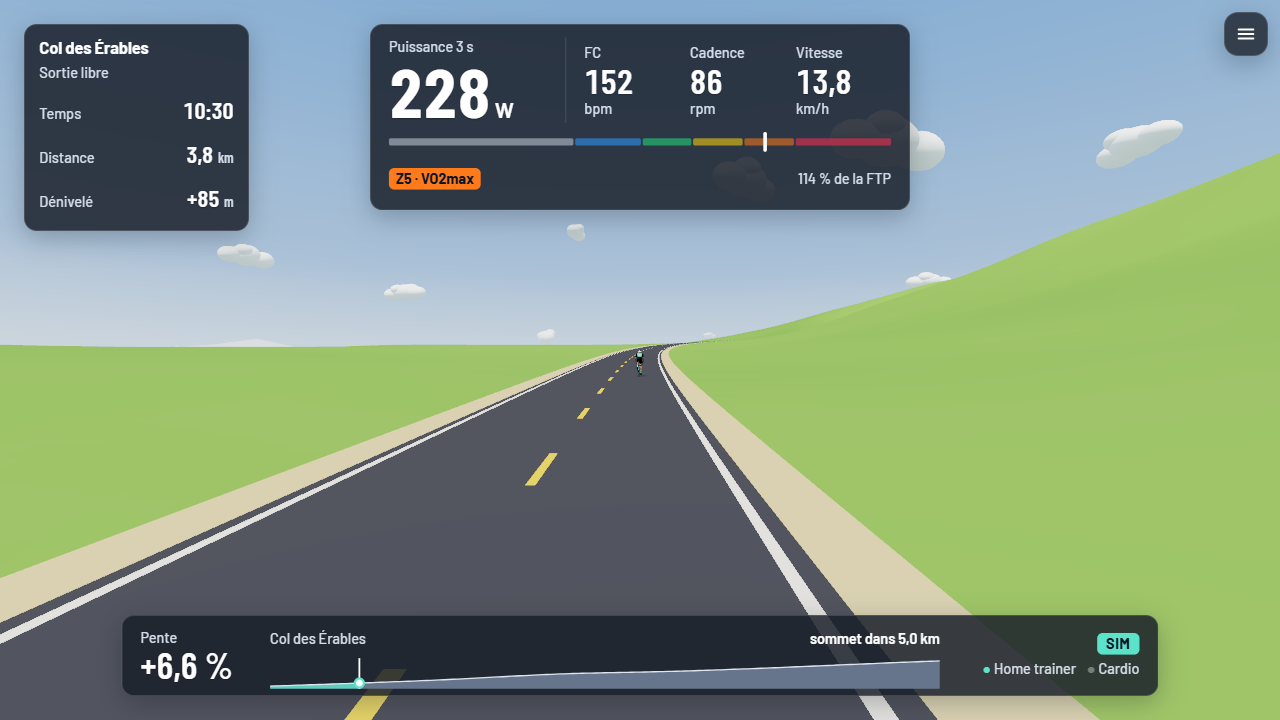 Col des Érables
Sortie libre
Temps 10:30
Distance 3,8 km
Dénivelé +85 m
Puissance 3 s
228 W
FC
152
bpm
Cadence
86
rpm
Vitesse
13,8
km/h
Z5 · VO2max
114 % de la FTP
Pente
+6,6 %
Col des Érables
sommet dans 5,0 km
SIM
Home trainer
Cardio